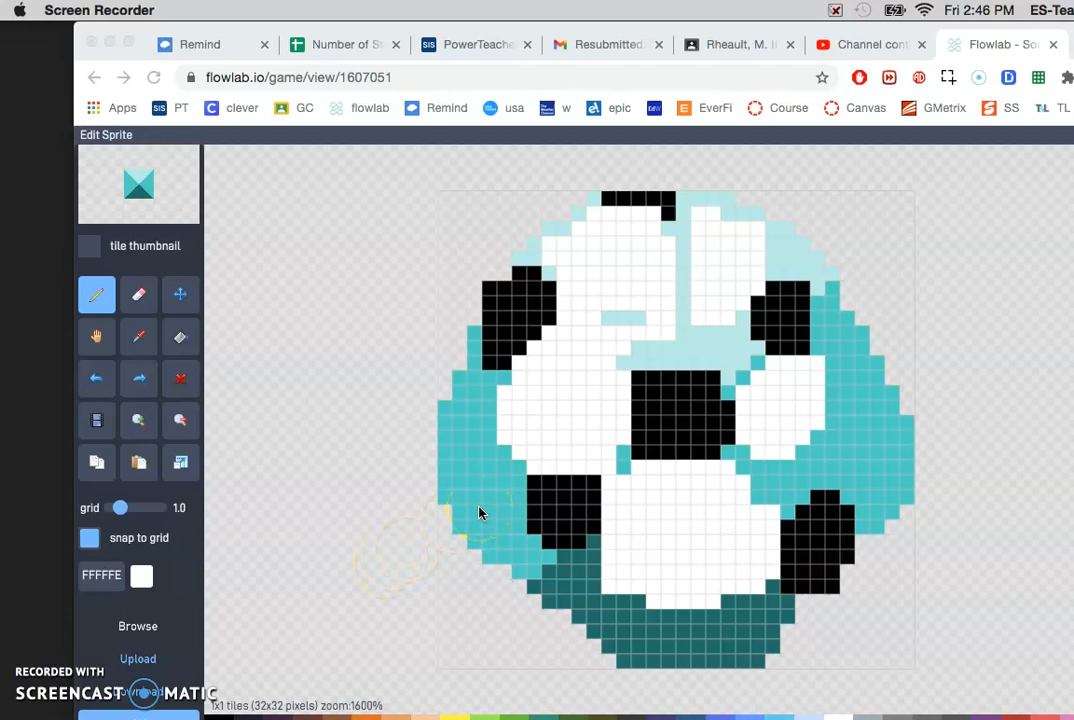 Screen Recorder
Fri 2:46 PM ES-Tea
Remind
Number of S
PowerTeache
Resubmitted.
Rheault, M. I
Channel con
Flowlab - Soc
flowlab.io/game/view/1607051
Apps
PT
clever
GC
flowlab
Remind
usa
w
epic
EverFi
Course
Canvas
GMetrix
SS
TL
Edit Sprite
tile thumbnail
grid 1.0
snap to grid
FFFFFE
Browse
Upload
RECORDED WITH
SCREENCAST MATIC
1x1 tiles (32x32 pixels) zoom:1600%